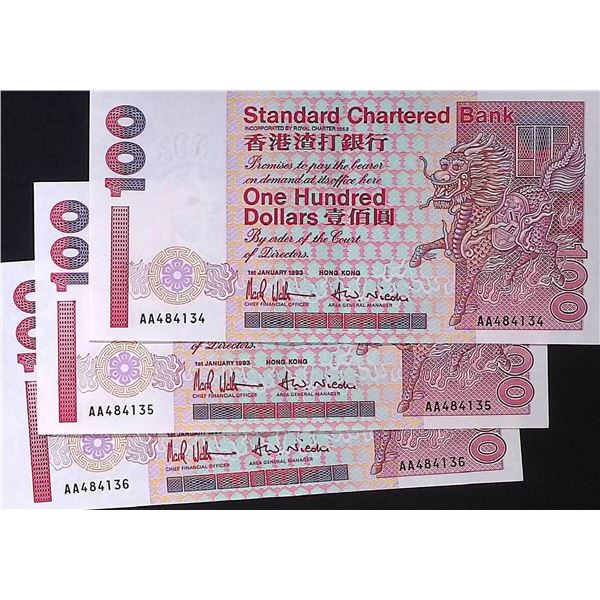 100
Standard Chartered Bank
INCORPORATED BY ROYAL CHARTER 1853
香港渣打銀行
Promises to pay the bearer
on demand at its office here
One Hundred
Dollars 壹佰圓
By order of the Court
of Directors.
1st JANUARY 1993 HONG KONG
CHIEF FINANCIAL OFFICER AREA GENERAL MANAGER
AA484134 AA484134
100
100
of Directors.
1st JANUARY 1993 HONG KONG
CHIEF FINANCIAL OFFICER AREA GENERAL MANAGER
AA484135 AA484135
100
CHIEF FINANCIAL OFFICER AREA GENERAL MANAGER
AA484136 AA484136